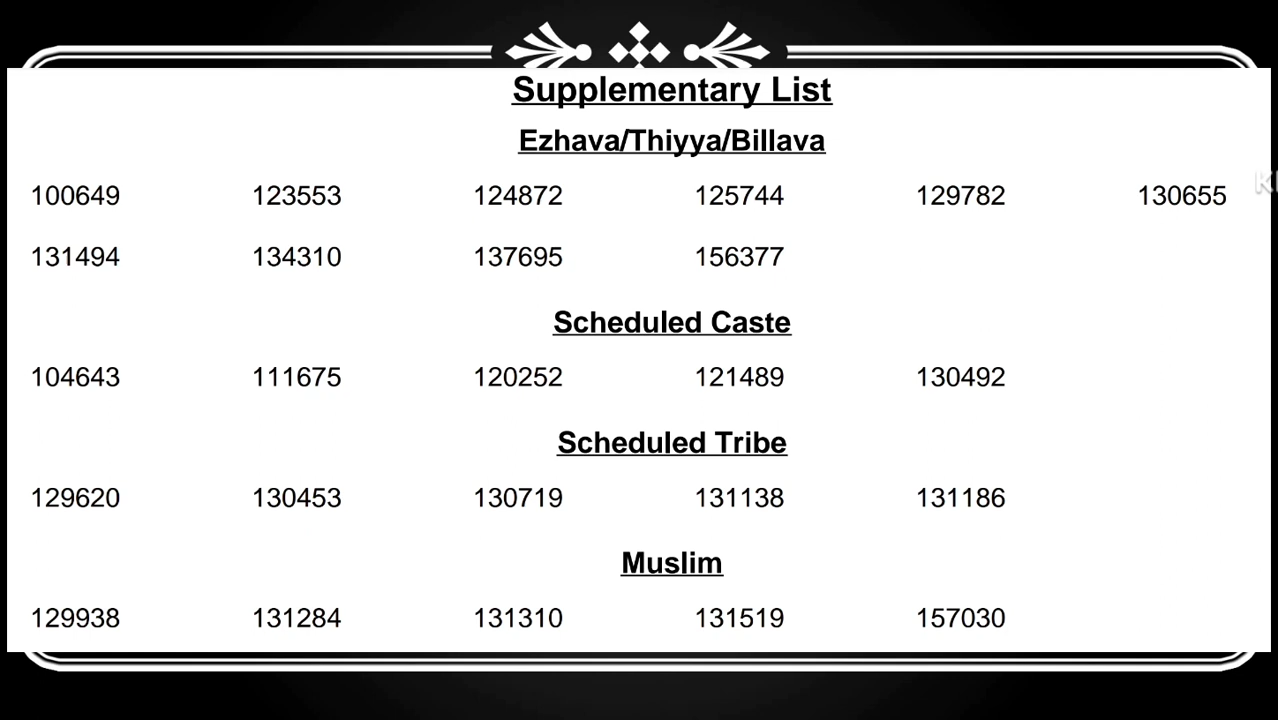 Supplementary List
Ezhava/Thiyya/Billava
100649 123553 124872 125744 129782 130655
131494 134310 137695 156377
Scheduled Caste
104643 111675 120252 121489 130492
Scheduled Tribe
129620 130453 130719 131138 131186
Muslim
129938 131284 131310 131519 157030